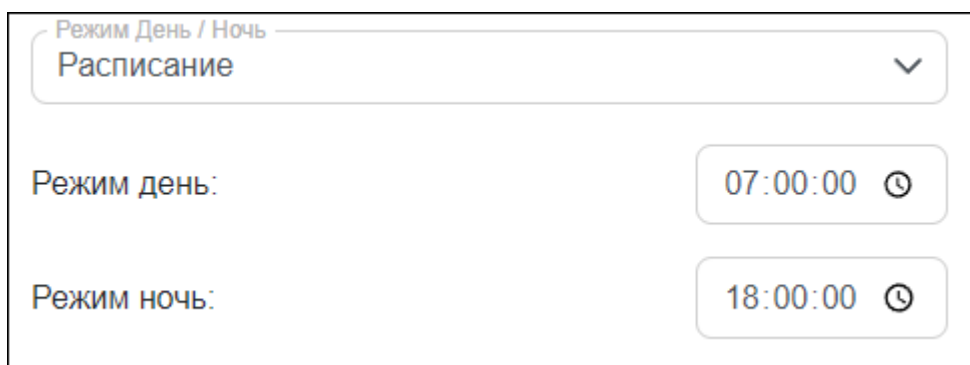 Режим День / Ночь
Расписание
Режим день: 07:00:00
Режим ночь: 18:00:00